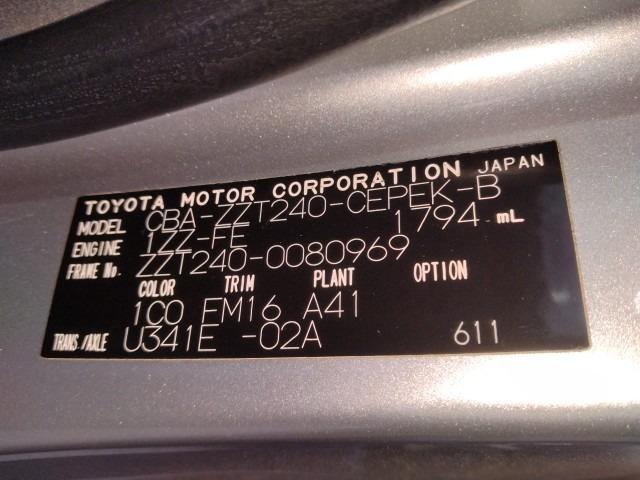 TOYOTA MOTOR CORPORATION JAPAN
MODEL CBA-ZZT240-CEPEK-B
ENGINE 1ZZ-FE 1794 mL
FRAME No. ZZT240-0080969
COLOR TRIM PLANT OPTION
1C0 FM16 A41
TRANS./AXLE U341E -02A 611